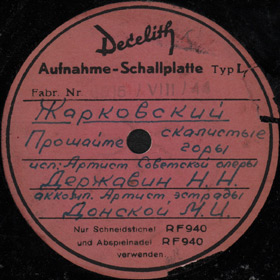 Decelith
Aufnahme-Schallplatte Typ L
Fabr. Nr.
Жарковский
Прощайте скалистые
горы
исп: Артист Советской оперы
Державин Н.Н.
аккомп. Артист. эстрады
Донской М.И.
Nur Schneidstichel RF940
und Abspielnadel RF940
verwenden.